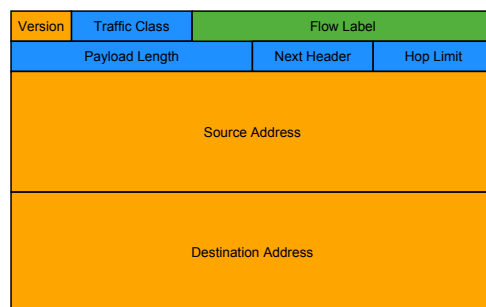 Version Traffic Class Flow Label
Payload Length Next Header Hop Limit
Source Address
Destination Address